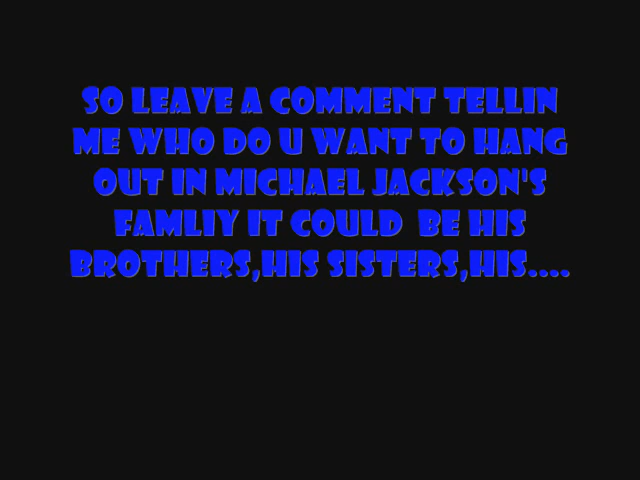 SO LEAVE A COMMENT TELLIN
ME WHO DO U WANT TO HANG
OUT IN MICHAEL JACKSON'S
FAMLIY IT COULD BE HIS
BROTHERS,HIS SISTERS,HIS....